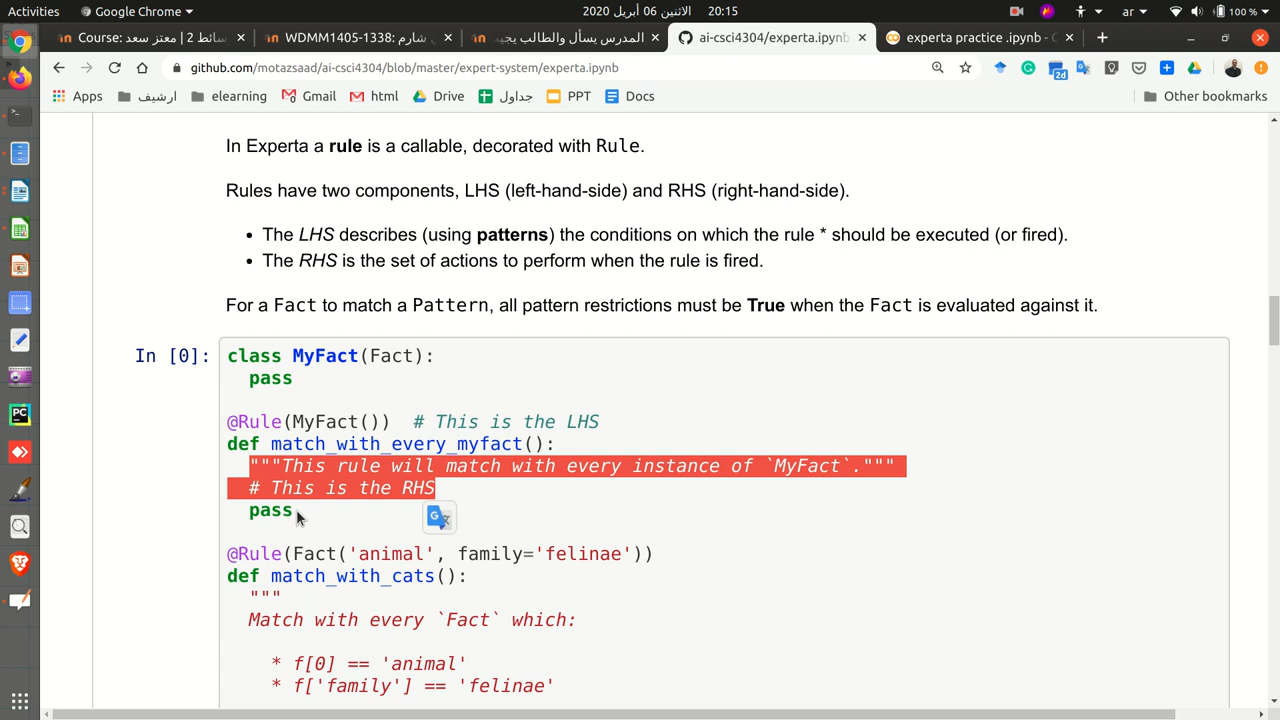 Activities Google Chrome 2020 الاثنين 06 أبريل 20:15 ar 100 %
Course: وسائط 2 | معتز سعد WDMM1405-1338: شارم المدرس يسأل والطالب يجيب ai-csci4304/experta.ipynb experta practice .ipynb - C
github.com/motazsaad/ai-csci4304/blob/master/expert-system/experta.ipynb 2d
Apps ارشيف elearning Gmail html Drive جداول PPT Docs Other bookmarks
In Experta a rule is a callable, decorated with Rule.
Rules have two components, LHS (left-hand-side) and RHS (right-hand-side).
• The LHS describes (using patterns) the conditions on which the rule * should be executed (or fired).
• The RHS is the set of actions to perform when the rule is fired.
For a Fact to match a Pattern, all pattern restrictions must be True when the Fact is evaluated against it.
In [0]: class MyFact(Fact):
pass
@Rule(MyFact()) # This is the LHS
def match_with_every_myfact():
"""This rule will match with every instance of `MyFact`."""
# This is the RHS
pass
@Rule(Fact('animal', family='felinae'))
def match_with_cats():
"""
Match with every `Fact` which:
* f[0] == 'animal'
* f['family'] == 'felinae'